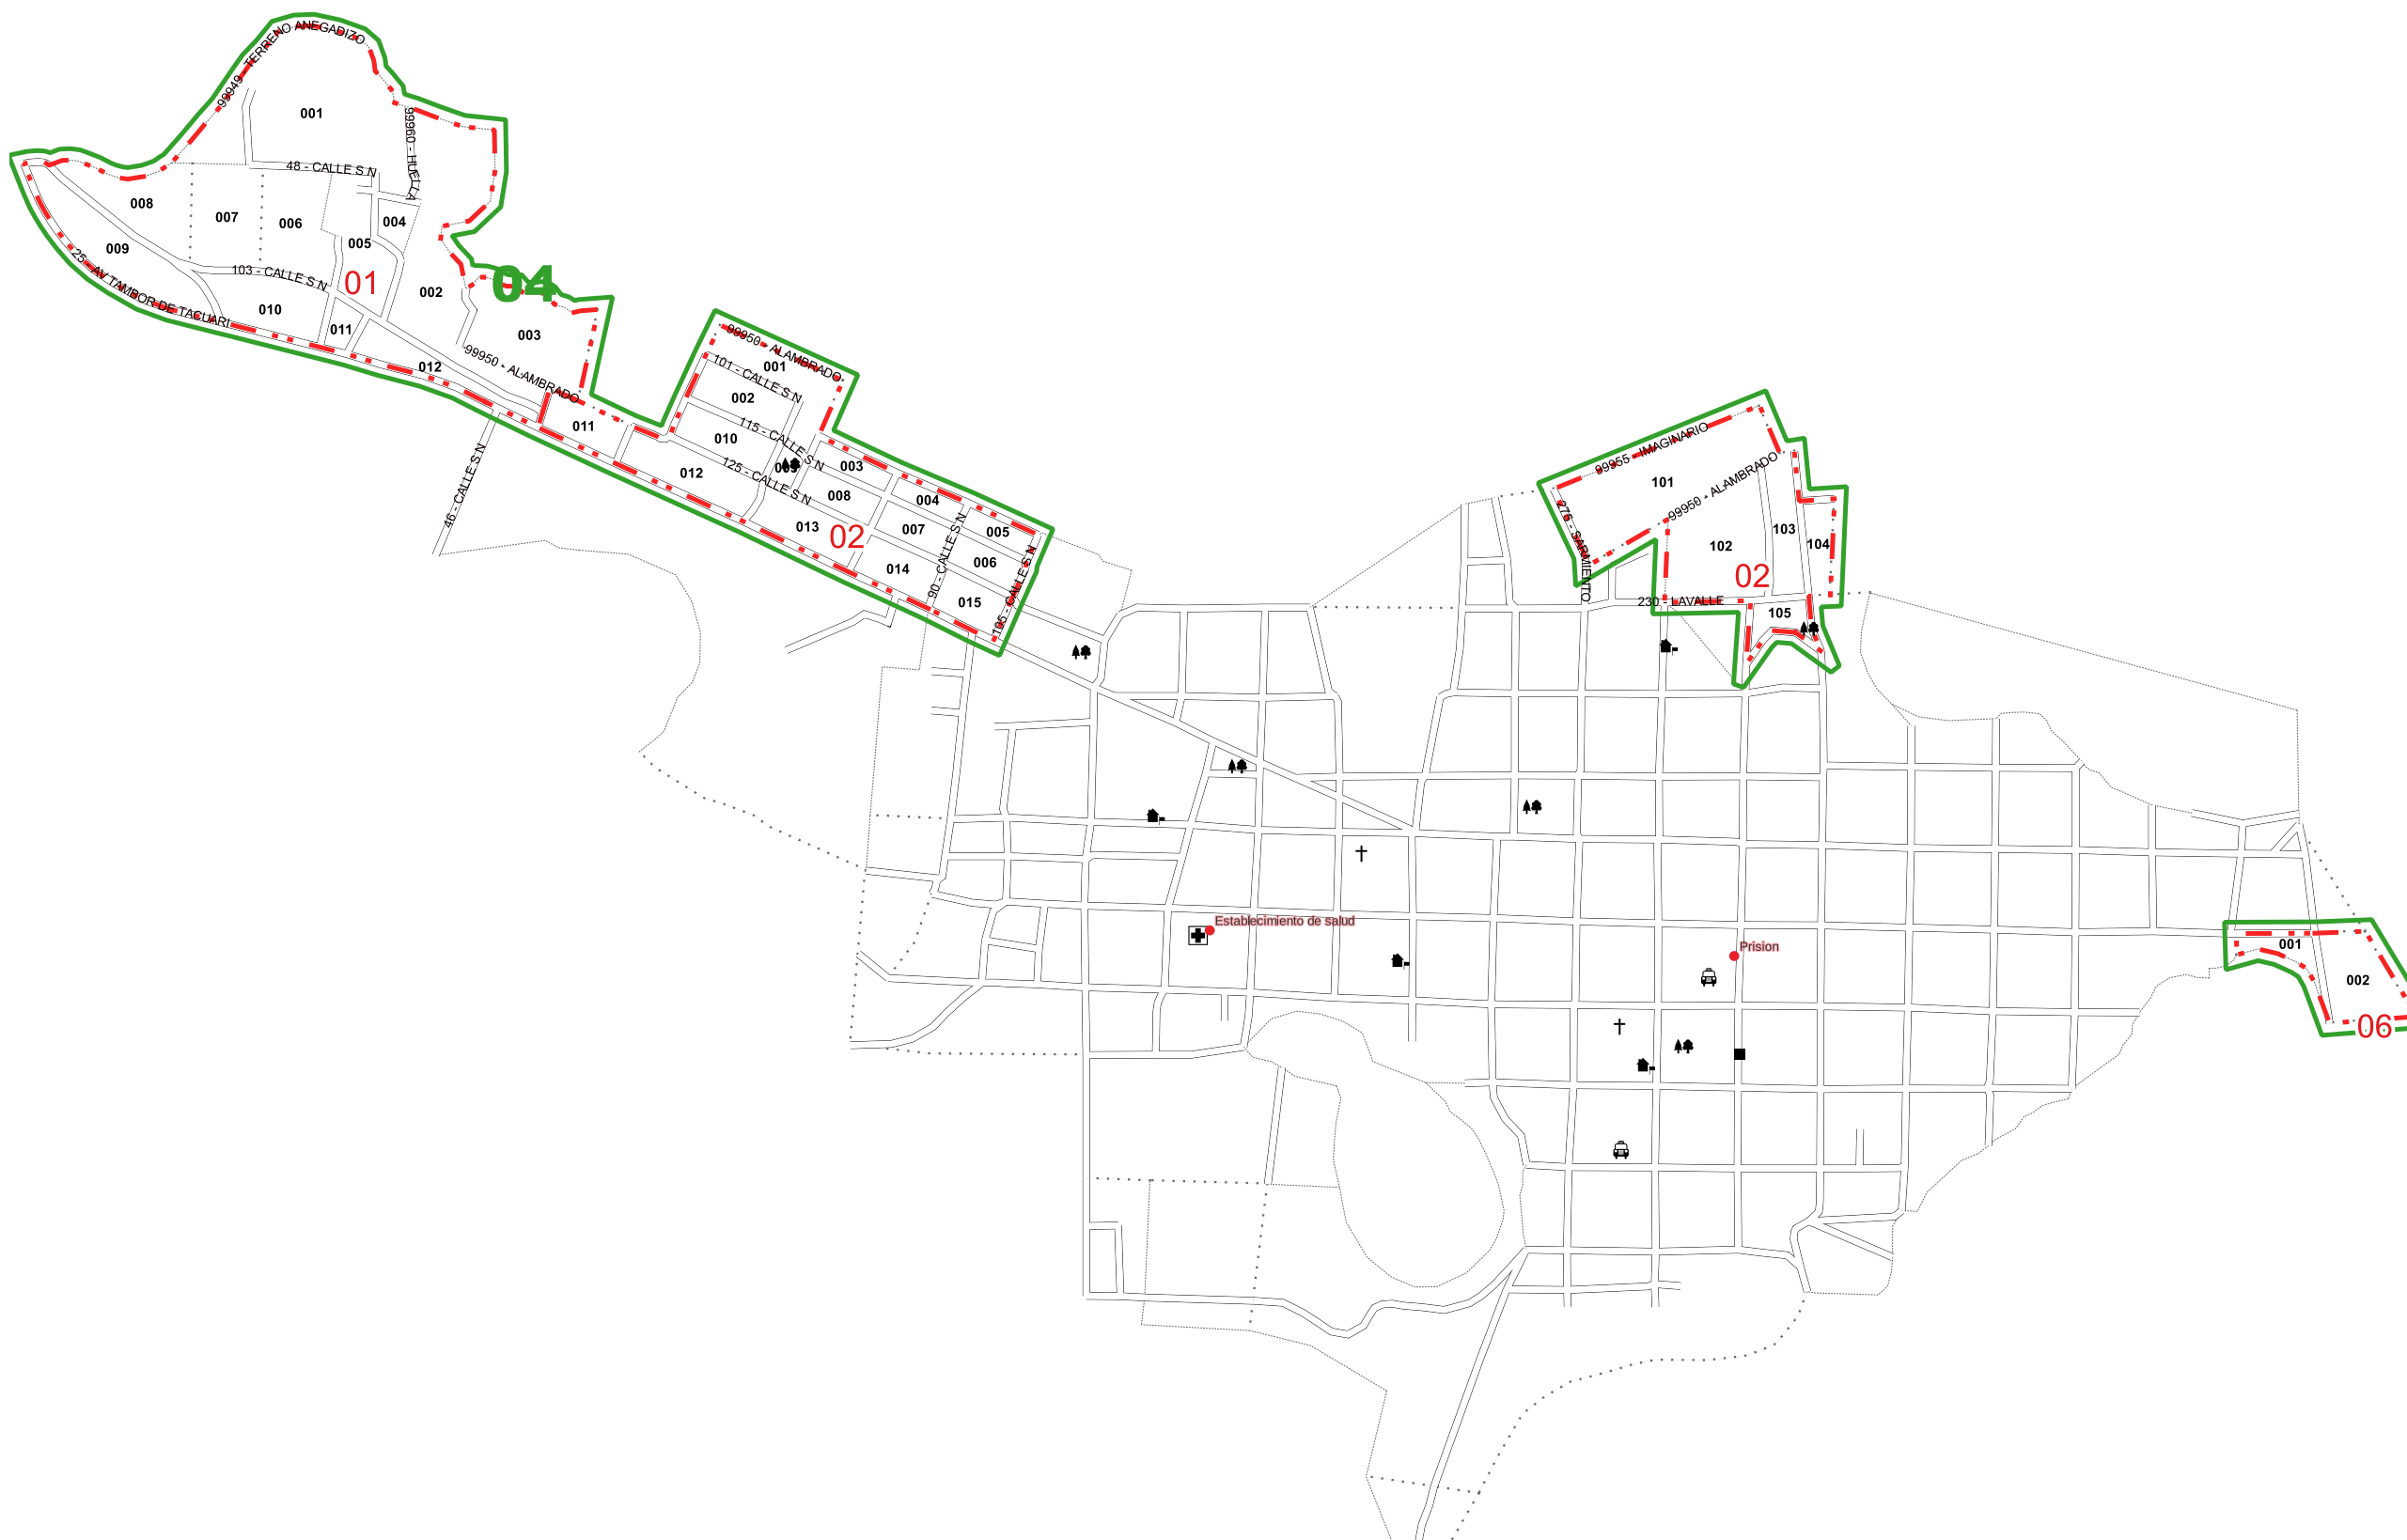 99949 - TERRENO ANEGADIZO
001
99960 - HUELLA
48 - CALLE S N
008
007
006
004
005
009
25 - AV TAMBOR DE TACUARI
103 - CALLE S N
01
002
04
010
011
003
012
99950 - ALAMBRADO
99950 - ALAMBRADO
001
101 - CALLE S N
002
115 - CALLE S N
010
011
125 - CALLE S N
009
003
012
008
004
46 - CALLE S N
013
02
007
005
90 - CALLE S N
006
014
105 - CALLE S N
015
99955 - IMAGINARIO
101
99950 - ALAMBRADO
276 - SARMIENTO
103
102
104
02
230 - LAVALLE
105
Establecimiento de salud
Prision
001
002
06